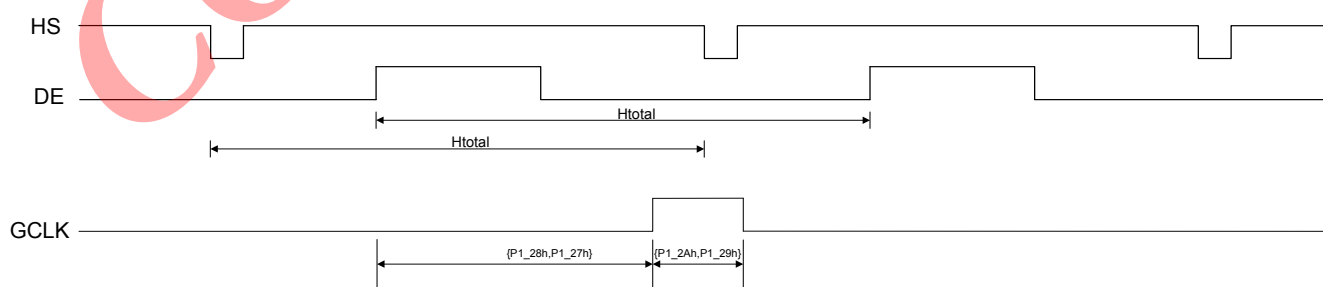 HS
DE
Htotal
Htotal
GCLK
{P1_28h,P1_27h} {P1_2Ah,P1_29h}